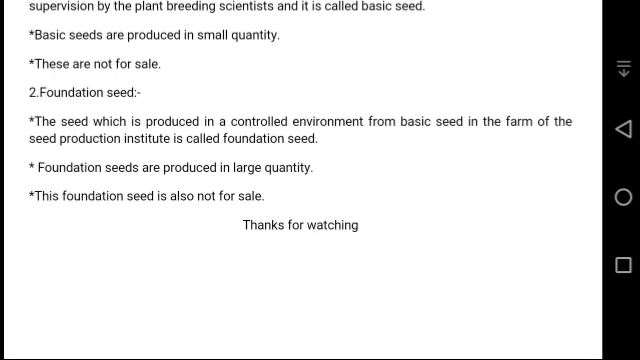 supervision by the plant breeding scientists and it is called basic seed.
*Basic seeds are produced in small quantity.
*These are not for sale.
2.Foundation seed:-
*The seed which is produced in a controlled environment from basic seed in the farm of the
seed production institute is called foundation seed.
* Foundation seeds are produced in large quantity.
*This foundation seed is also not for sale.
Thanks for watching